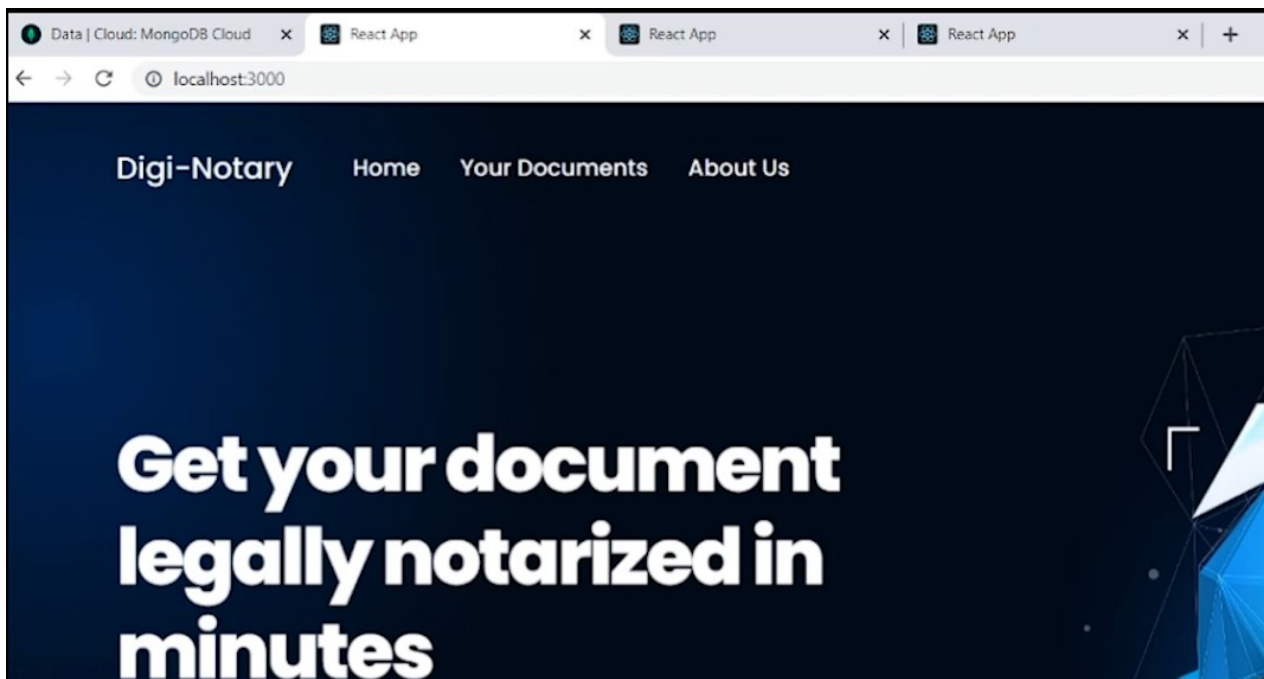 Data | Cloud: MongoDB Cloud
React App
React App
React App
localhost:3000
Digi-Notary
Home
Your Documents
About Us
Get your document
legally notarized in
minutes